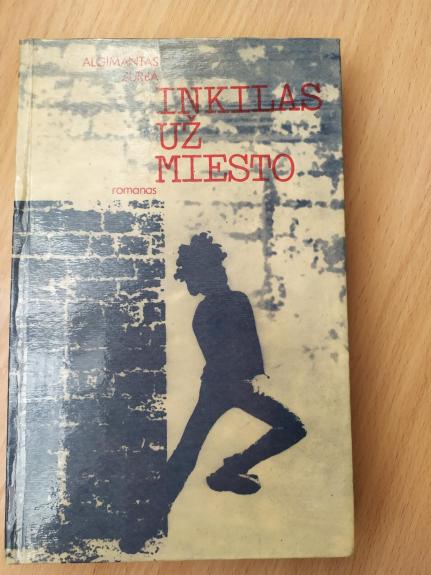 ALGIMANTAS
ZURBA
INKILAS
UŽ
MIESTO
romanas